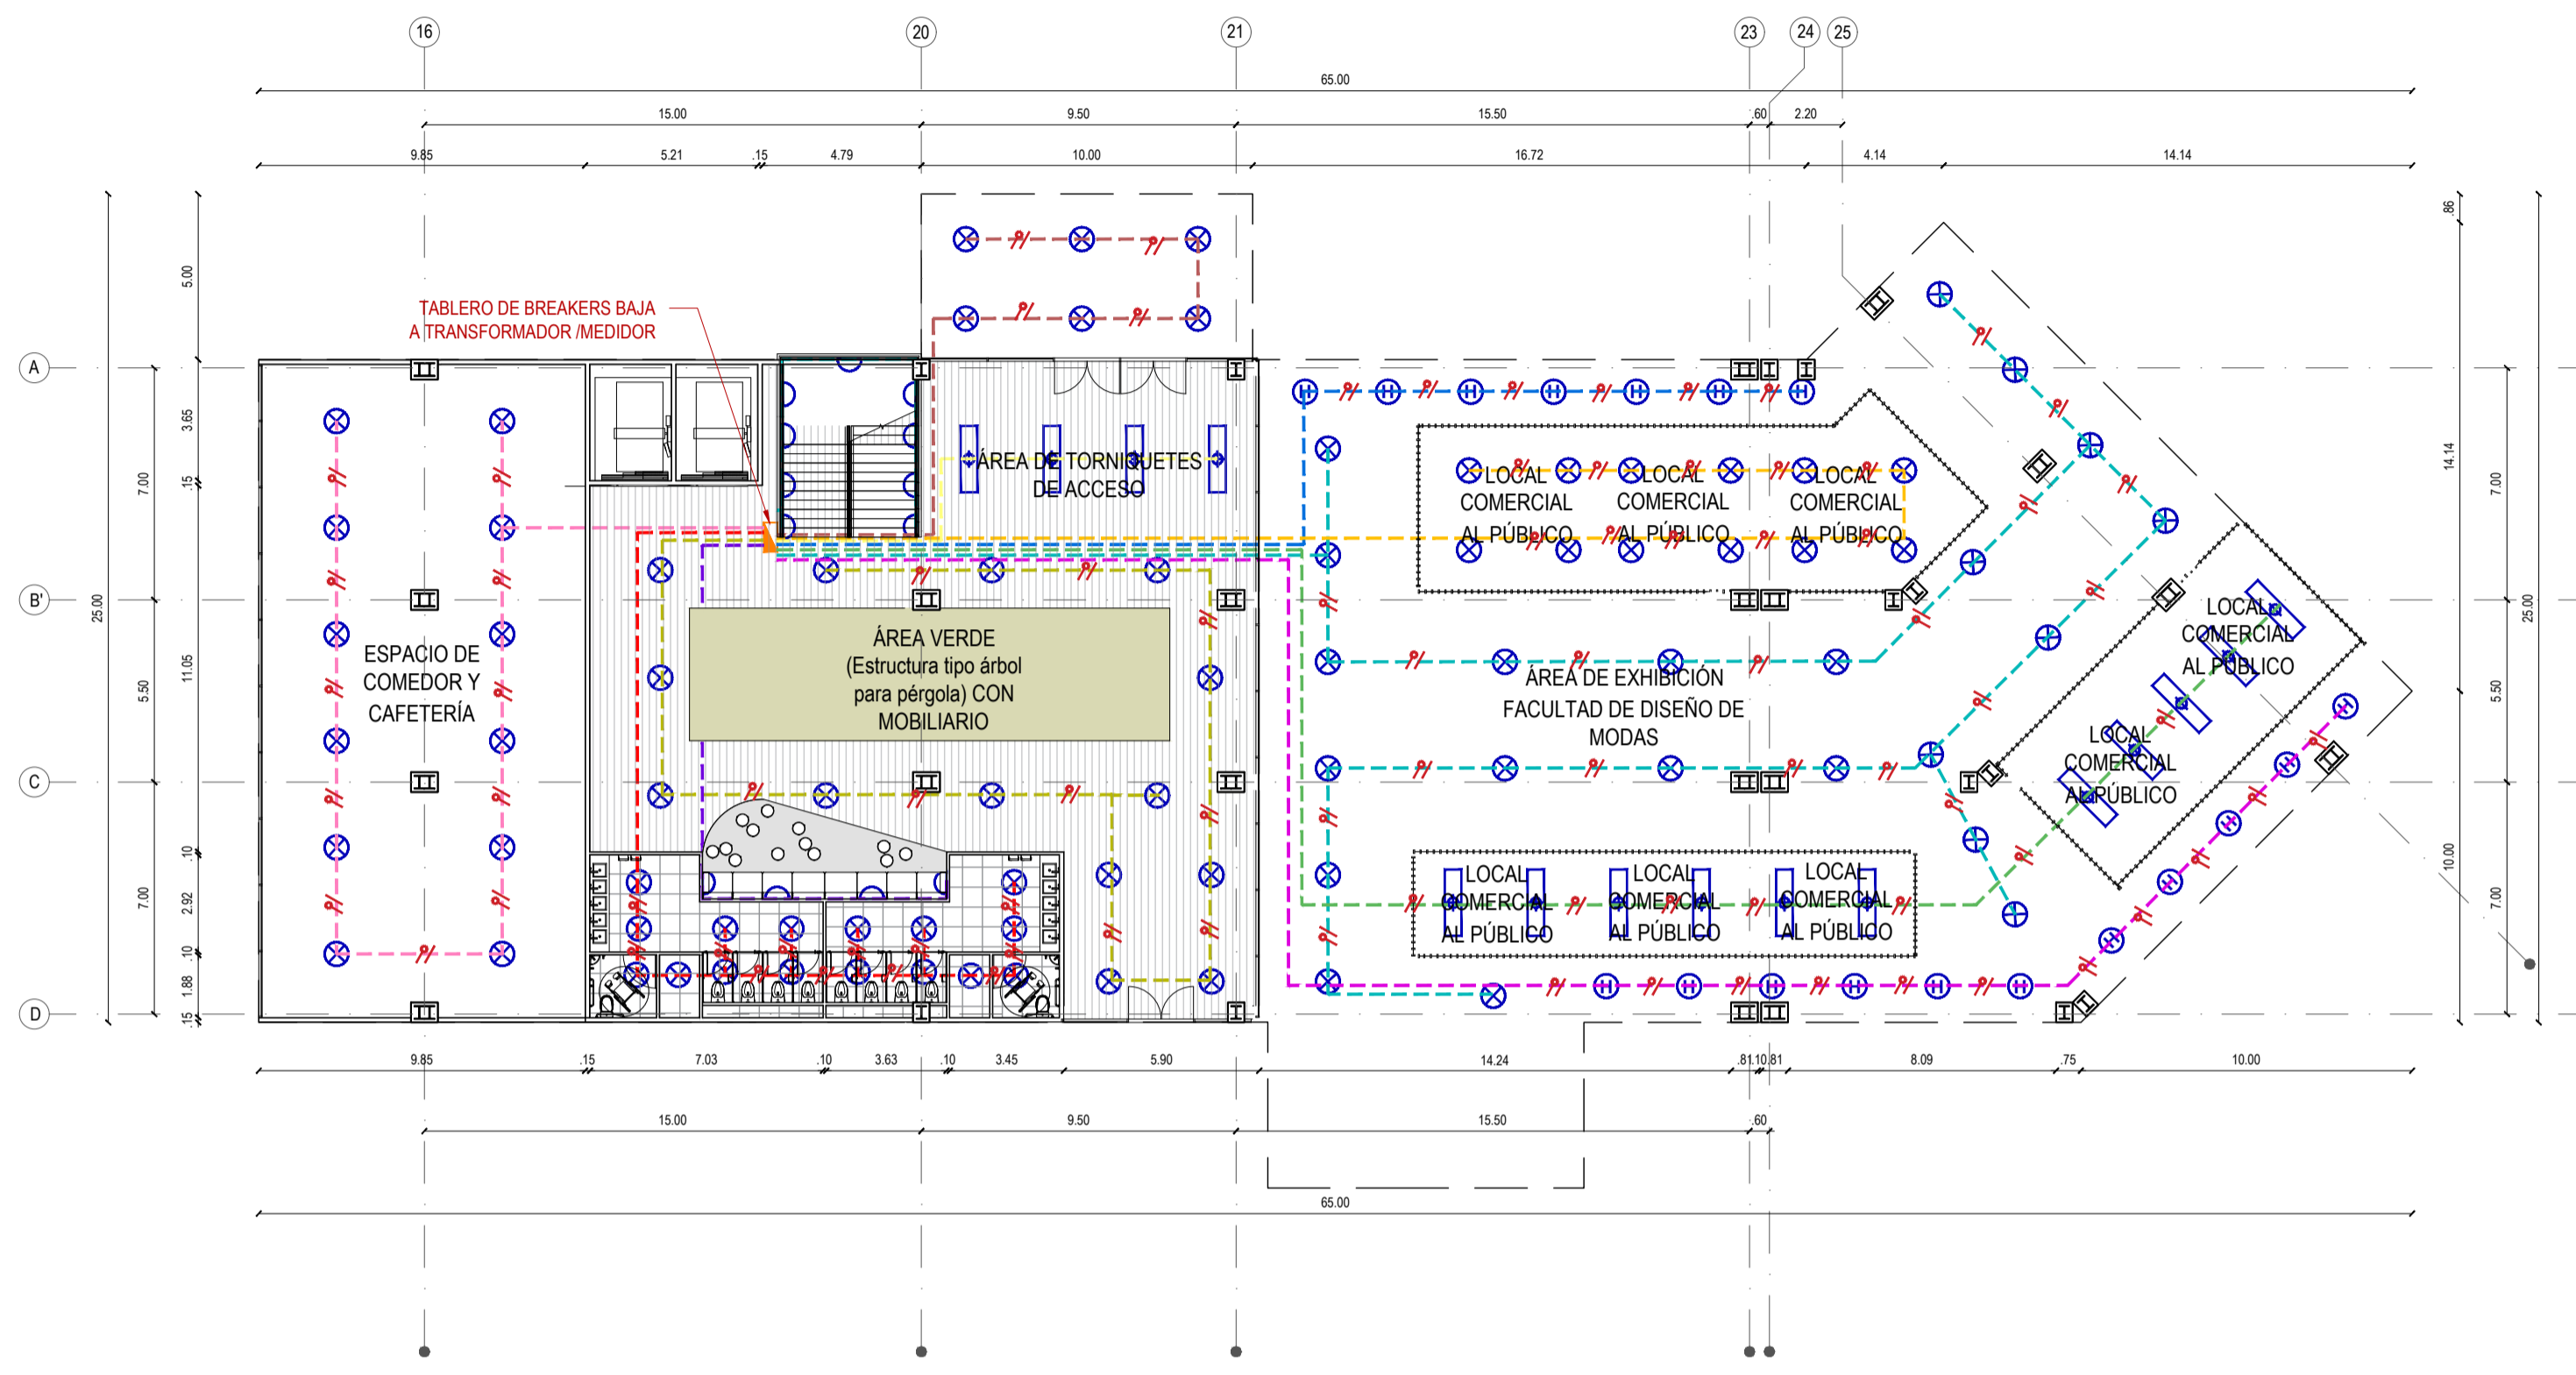 16
20
21
23
24
25
65.00
15.00
9.50
15.50
.60
2.20
9.85
5.21
.15
4.79
10.00
16.72
4.14
14.14
TABLERO DE BREAKERS BAJA
A TRANSFORMADOR /MEDIDOR
A
B'
C
D
25.00
7.00
5.50
7.00
5.00
3.65
.15
11.05
.10
2.92
.10
1.88
.15
ESPACIO DE
COMEDOR Y
CAFETERÍA
ÁREA DE TORNIQUETES
DE ACCESO
ÁREA VERDE
(Estructura tipo árbol
para pérgola) CON
MOBILIARIO
LOCAL
COMERCIAL
AL PÚBLICO
LOCAL
COMERCIAL
AL PÚBLICO
LOCAL
COMERCIAL
AL PÚBLICO
ÁREA DE EXHIBICIÓN
FACULTAD DE DISEÑO DE
MODAS
LOCAL
COMERCIAL
AL PÚBLICO
LOCAL
COMERCIAL
AL PÚBLICO
LOCAL
COMERCIAL
AL PÚBLICO
LOCAL
COMERCIAL
AL PÚBLICO
LOCAL
COMERCIAL
AL PÚBLICO
.86
14.14
10.00
7.00
5.50
7.00
25.00
9.85
.15
7.03
.10
3.63
.10
3.45
5.90
14.24
.81
.10
.81
8.09
.75
10.00
15.00
9.50
15.50
.60
65.00